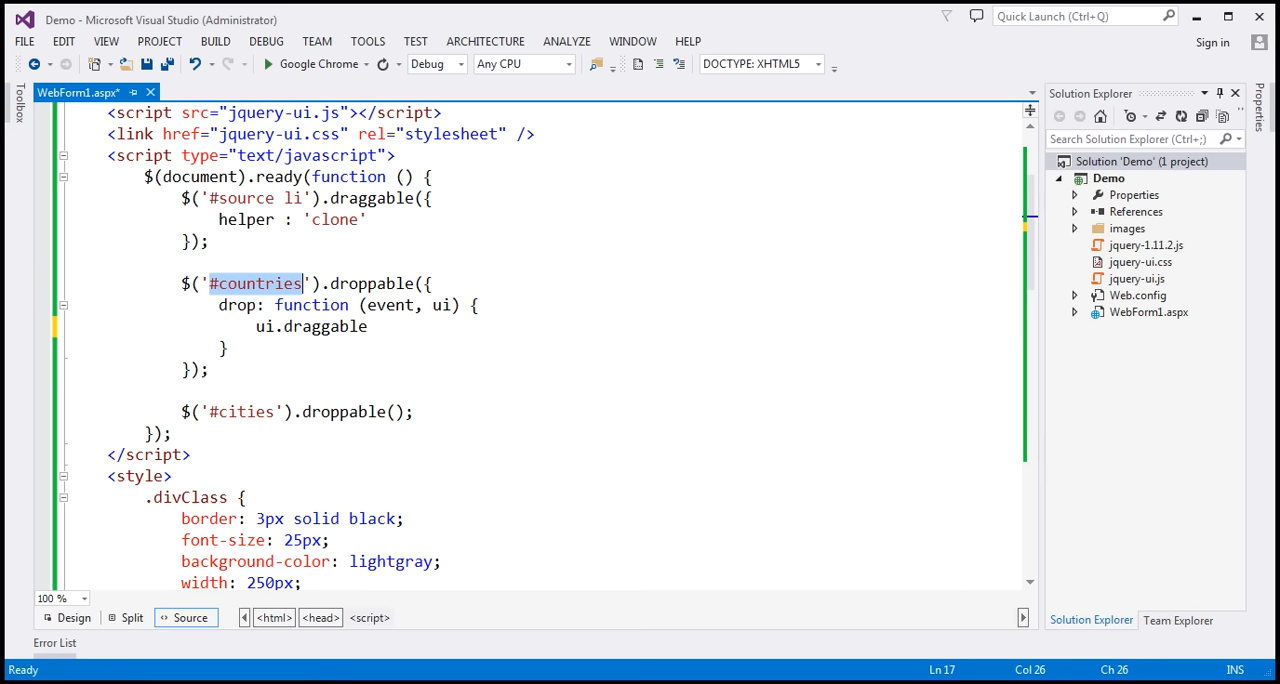 Demo - Microsoft Visual Studio (Administrator)
Quick Launch (Ctrl+Q)
FILE EDIT VIEW PROJECT BUILD DEBUG TEAM TOOLS TEST ARCHITECTURE ANALYZE WINDOW HELP
Sign in
Google Chrome Debug Any CPU DOCTYPE: XHTML5
Toolbox
WebForm1.aspx*
<script src="jquery-ui.js"></script>
<link href="jquery-ui.css" rel="stylesheet" />
<script type="text/javascript">
$(document).ready(function () {
$('#source li').draggable({
helper : 'clone'
});
$('#countries').droppable({
drop: function (event, ui) {
ui.draggable
}
});
$('#cities').droppable();
});
</script>
<style>
.divClass {
border: 3px solid black;
font-size: 25px;
background-color: lightgray;
width: 250px;
100 %
Design Split Source <html> <head> <script>
Error List
Solution Explorer
Search Solution Explorer (Ctrl+;)
Solution 'Demo' (1 project)
Demo
Properties
References
images
jquery-1.11.2.js
jquery-ui.css
jquery-ui.js
Web.config
WebForm1.aspx
Solution Explorer Team Explorer
Properties
Ready Ln 17 Col 26 Ch 26 INS